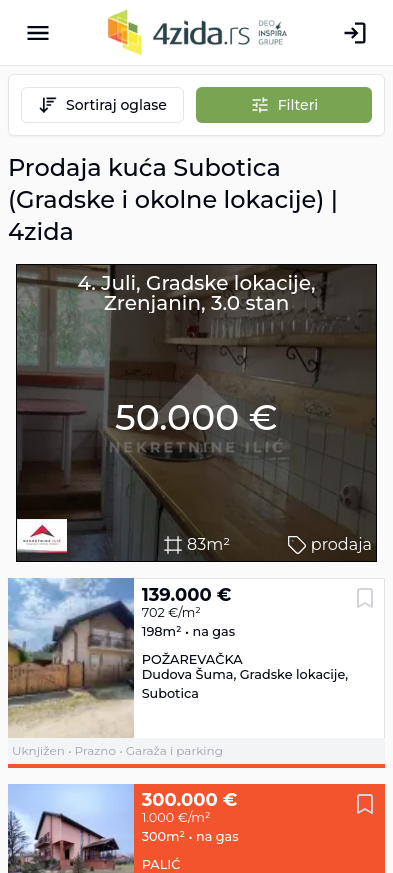 4zida.rs
DEO
INSPIRA
GRUPE
Sortiraj oglase
Filteri
Prodaja kuća Subotica
(Gradske i okolne lokacije) |
4zida
4. Juli, Gradske lokacije,
Zrenjanin, 3.0 stan
50.000 €
NEKRETNINE ILIĆ
NEKRETNINE ILIĆ
83m²
prodaja
139.000 €
702 €/m²
198m² • na gas
POŽAREVAČKA
Dudova Šuma, Gradske lokacije,
Subotica
Uknjižen • Prazno • Garaža i parking
300.000 €
1.000 €/m²
300m² • na gas
PALIĆ